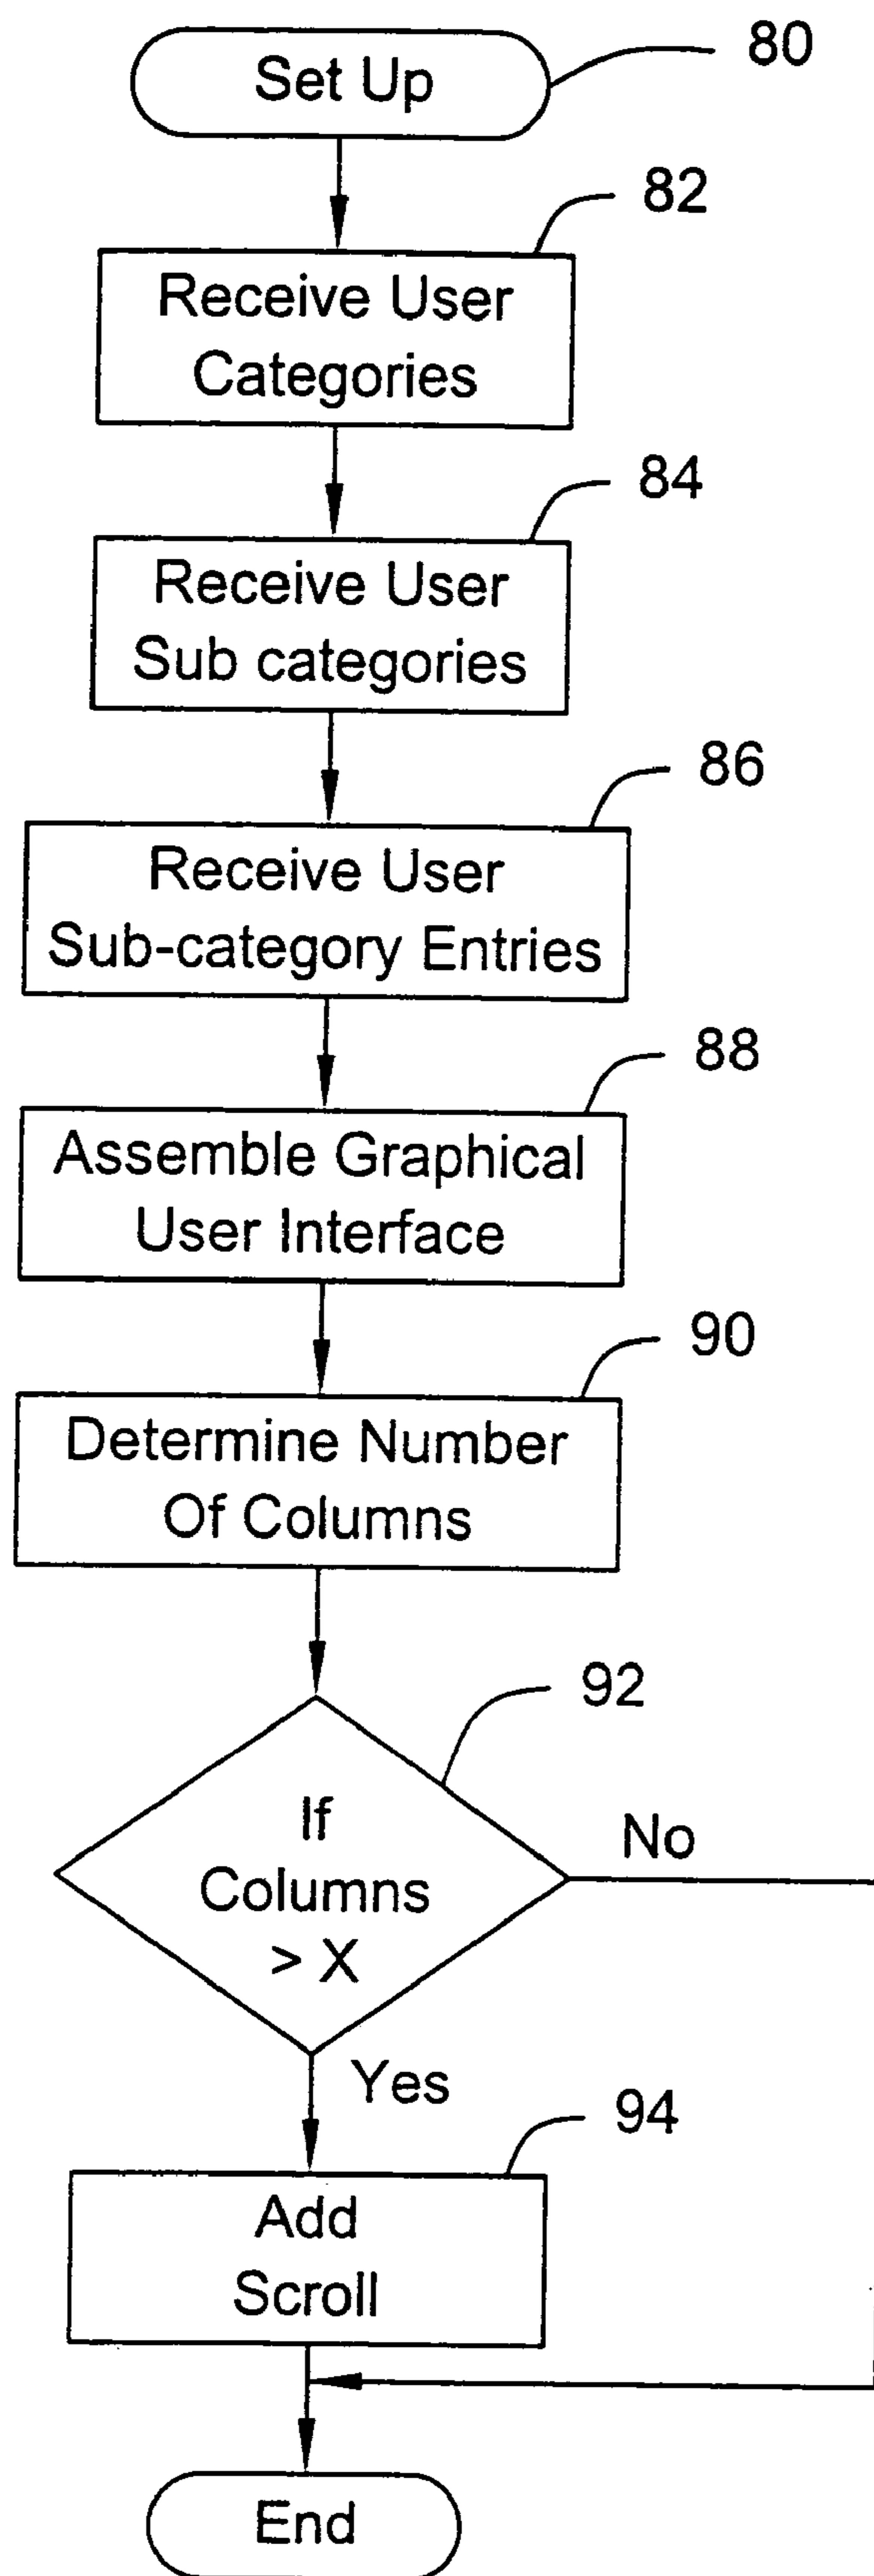 Set Up
80
82
Receive User
Categories
84
Receive User
Sub categories
86
Receive User
Sub-category Entries
88
Assemble Graphical
User Interface
90
Determine Number
Of Columns
92
If
Columns
> X
No
Yes
94
Add
Scroll
End